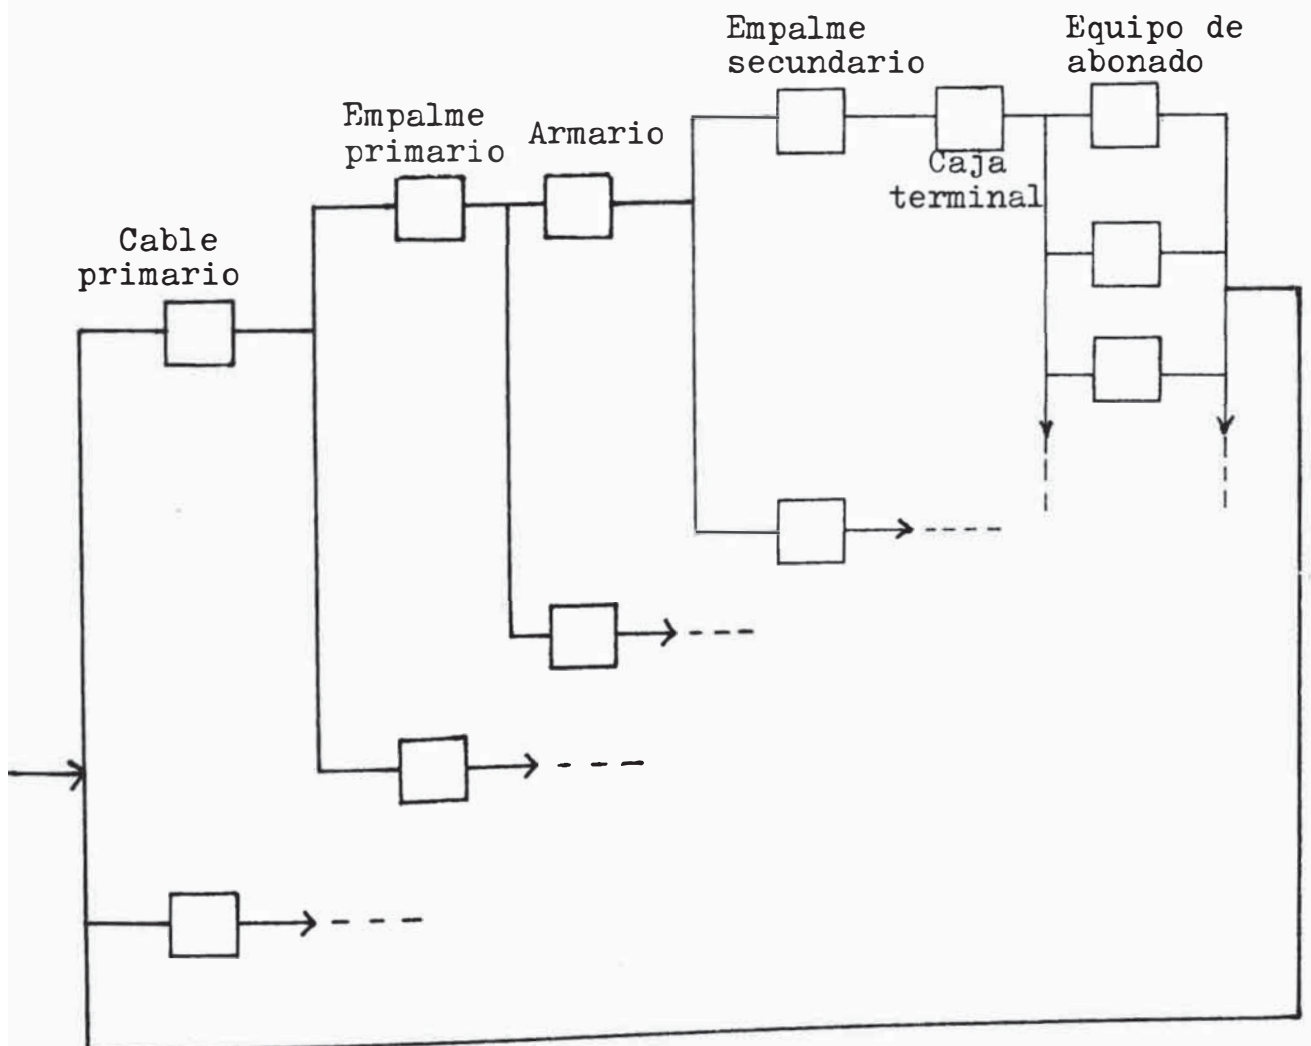 Empalme
secundario
Equipo de
abonado
Empalme
primario
Armario
Caja
terminal
Cable
primario